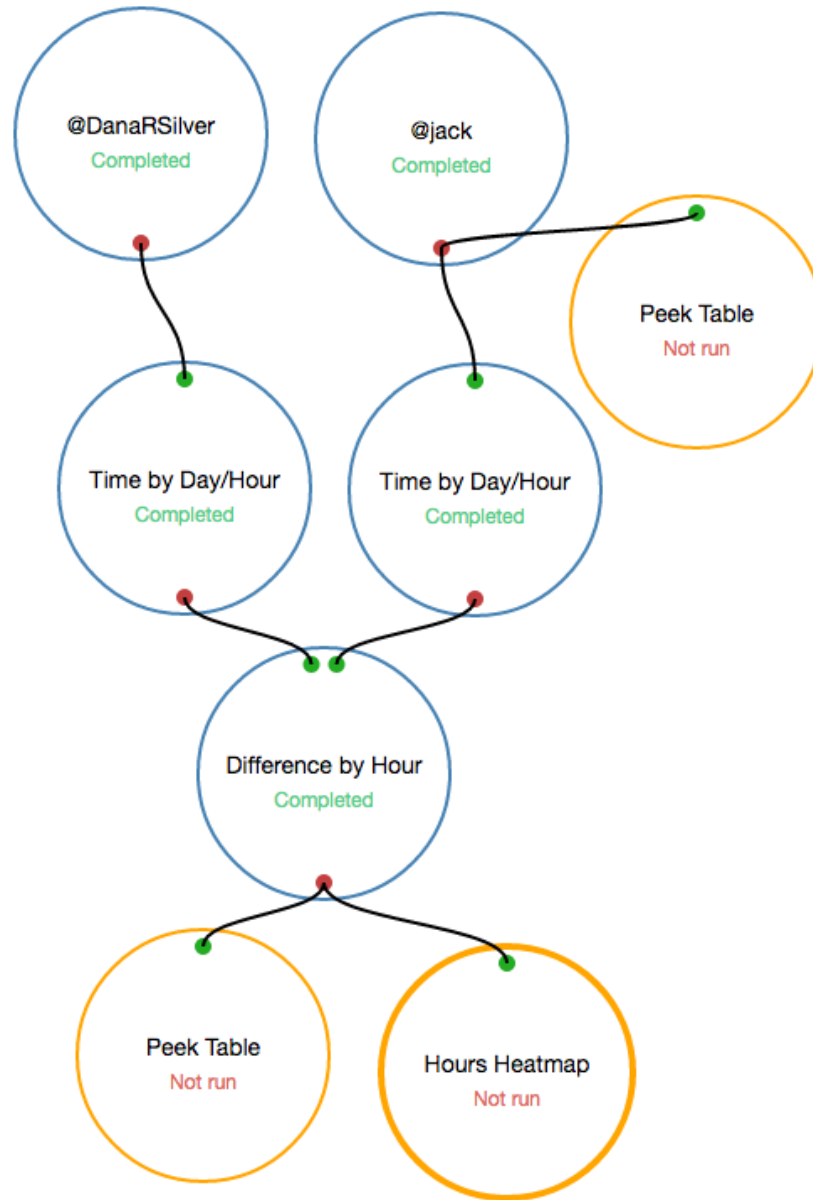 @DanaRSilver
Completed
@jack
Completed
Peek Table
Not run
Time by Day/Hour
Completed
Time by Day/Hour
Completed
Difference by Hour
Completed
Peek Table
Not run
Hours Heatmap
Not run